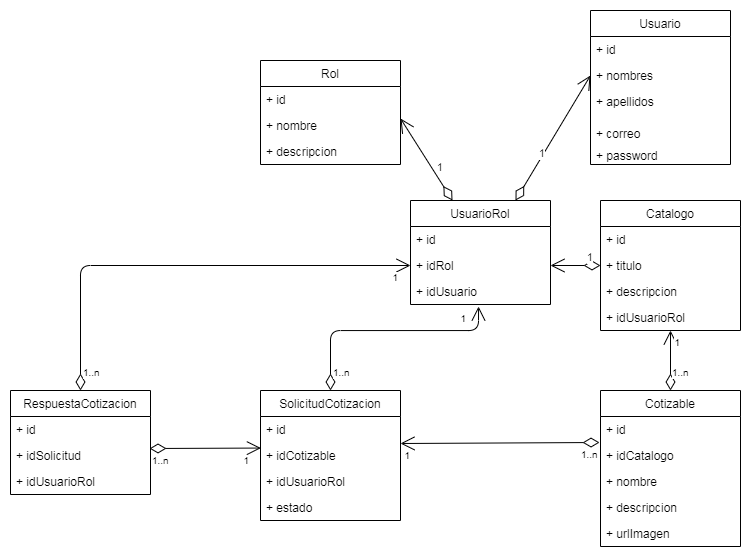 Usuario
+ id
+ nombres
+ apellidos
+ correo
+ password
Rol
+ id
+ nombre
+ descripcion
1
1
UsuarioRol
+ id
+ idRol
+ idUsuario
Catalogo
+ id
+ titulo
+ descripcion
+ idUsuarioRol
1
1
1
1
1..n
1..n
1..n
RespuestaCotizacion
+ id
+ idSolicitud
+ idUsuarioRol
1..n
1
SolicitudCotizacion
+ id
+ idCotizable
+ idUsuarioRol
+ estado
1
1..n
Cotizable
+ id
+ idCatalogo
+ nombre
+ descripcion
+ urlImagen